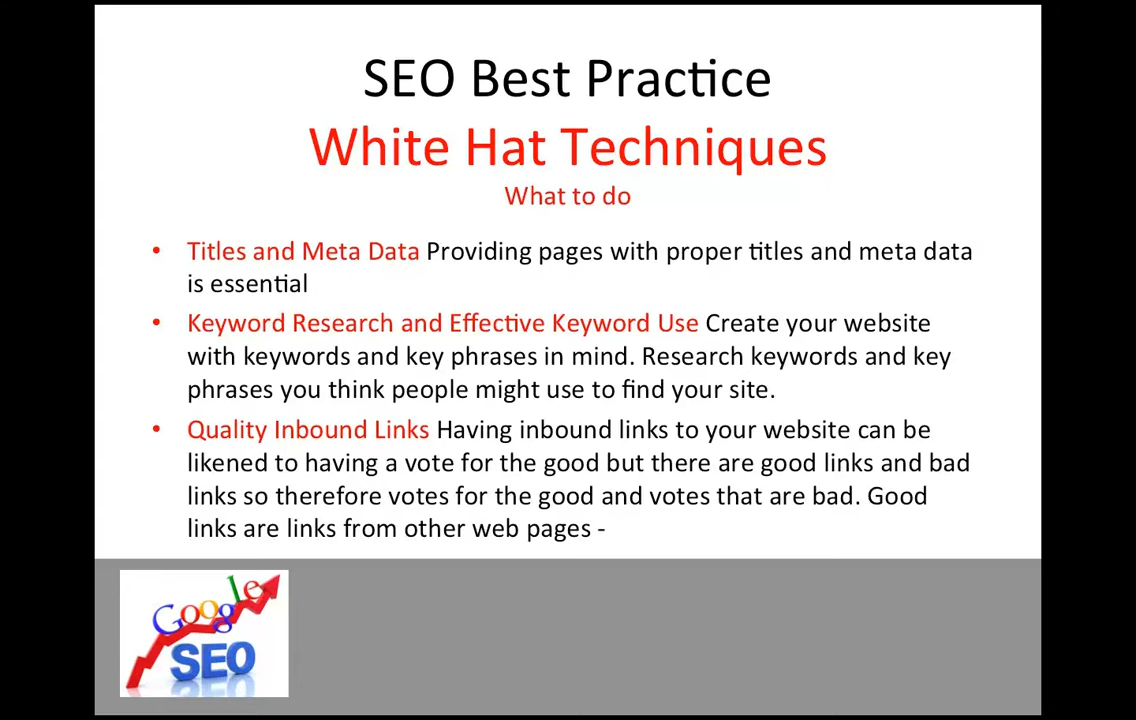 SEO Best Practice
White Hat Techniques
What to do
• Titles and Meta Data Providing pages with proper titles and meta data
is essential
• Keyword Research and Effective Keyword Use Create your website
with keywords and key phrases in mind. Research keywords and key
phrases you think people might use to find your site.
• Quality Inbound Links Having inbound links to your website can be
likened to having a vote for the good but there are good links and bad
links so therefore votes for the good and votes that are bad. Good
links are links from other web pages -
Google
SEO